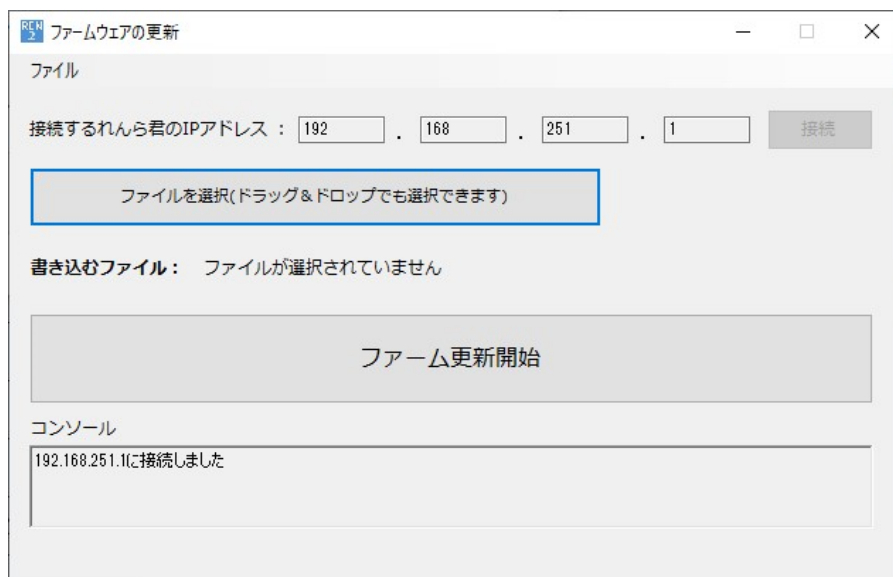 REN
2
ファームウェアの更新
ファイル
接続するれんら君のIPアドレス : 192 . 168 . 251 . 1 接続
ファイルを選択(ドラッグ&ドロップでも選択できます)
書き込むファイル : ファイルが選択されていません
ファーム更新開始
コンソール
192.168.251.1に接続しました